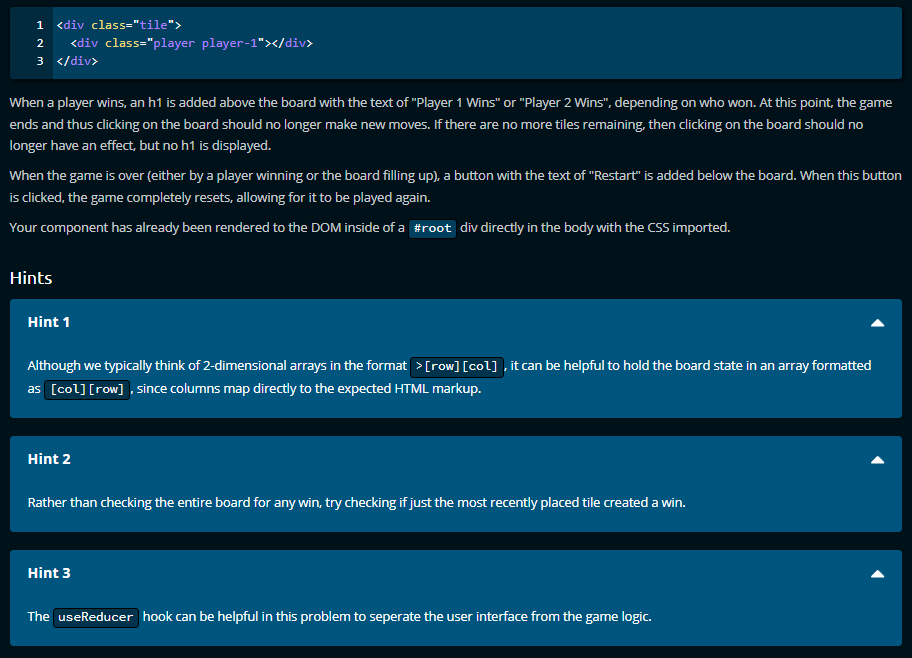 1 <div class="tile">
2 <div class="player player-1"></div>
3 </div>
When a player wins, an h1 is added above the board with the text of "Player 1 Wins" or "Player 2 Wins", depending on who won. At this point, the game
ends and thus clicking on the board should no longer make new moves. If there are no more tiles remaining, then clicking on the board should no
longer have an effect, but no h1 is displayed.
When the game is over (either by a player winning or the board filling up), a button with the text of "Restart" is added below the board. When this button
is clicked, the game completely resets, allowing for it to be played again.
Your component has already been rendered to the DOM inside of a #root div directly in the body with the CSS imported.
Hints
Hint 1
Although we typically think of 2-dimensional arrays in the format >[row][col], it can be helpful to hold the board state in an array formatted
as [col][row], since columns map directly to the expected HTML markup.
Hint 2
Rather than checking the entire board for any win, try checking if just the most recently placed tile created a win.
Hint 3
The useReducer hook can be helpful in this problem to seperate the user interface from the game logic.